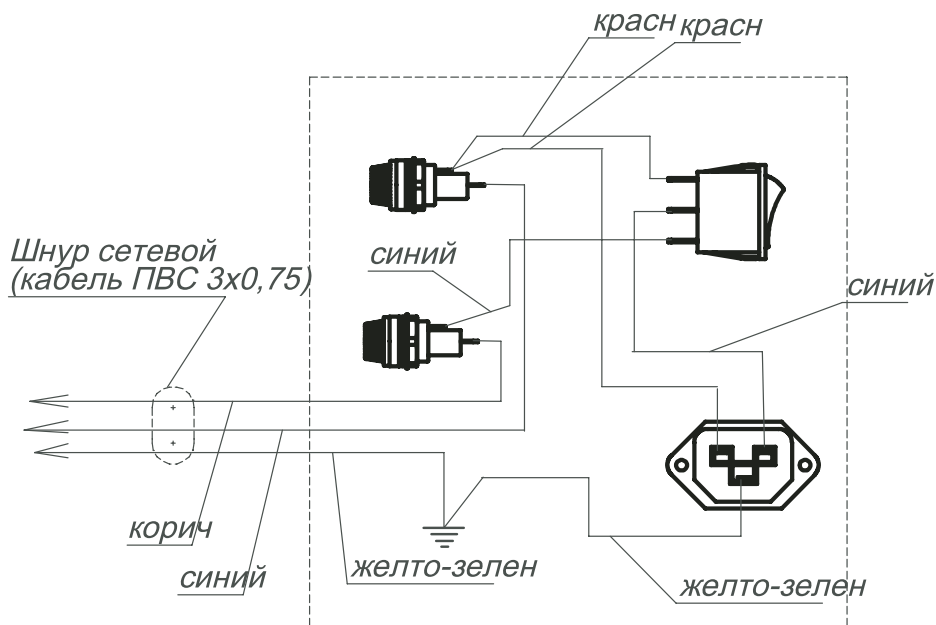 красн красн
Шнур сетевой
(кабель ПВС 3х0,75)
синий
синий
корич
синий
желто-зелен
желто-зелен